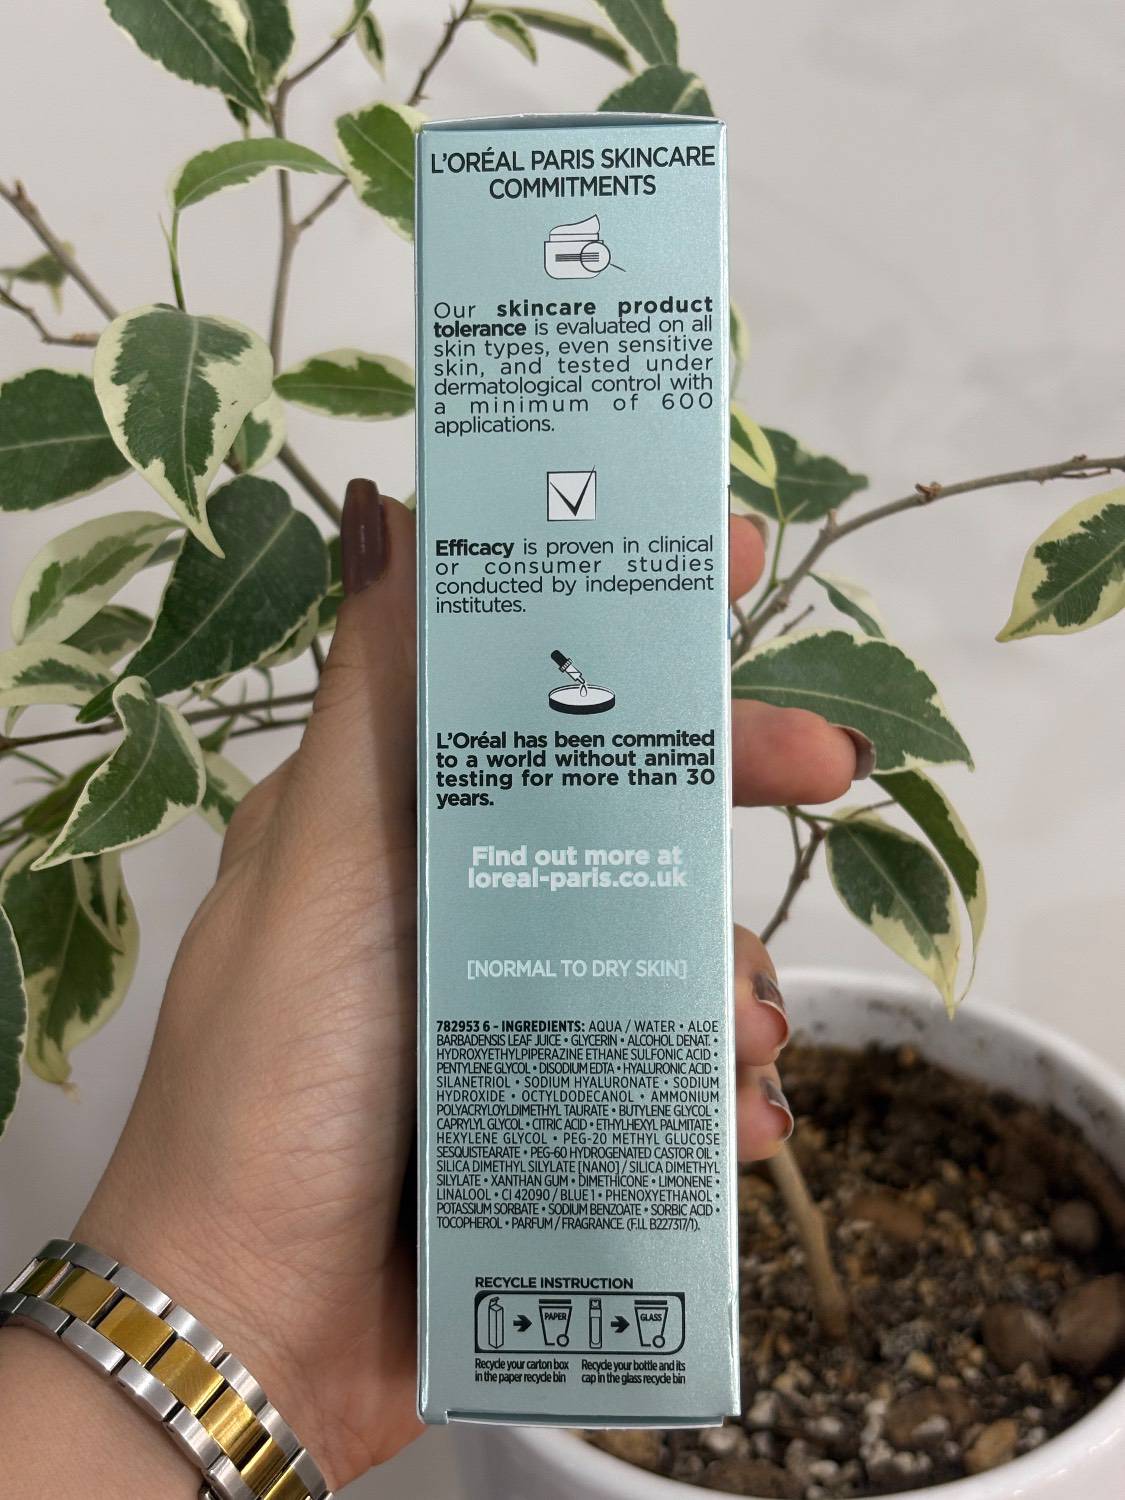 L'ORÉAL PARIS SKINCARE
COMMITMENTS
Our skincare product
tolerance is evaluated on all
skin types, even sensitive
skin, and tested under
dermatological control with
a minimum of 600
applications.
Efficacy is proven in clinical
or consumer studies
conducted by independent
institutes.
L'Oréal has been commited
to a world without animal
testing for more than 30
years.
Find out more at
loreal-paris.co.uk
[NORMAL TO DRY SKIN]
782953 6 - INGREDIENTS: AQUA / WATER • ALOE
BARBADENSIS LEAF JUICE • GLYCERIN • ALCOHOL DENAT. •
HYDROXYETHYLPIPERAZINE ETHANE SULFONIC ACID •
PENTYLENE GLYCOL • DISODIUM EDTA • HYALURONIC ACID •
SILANETRIOL • SODIUM HYALURONATE • SODIUM
HYDROXIDE • OCTYLDODECANOL • AMMONIUM
POLYACRYLOYLDIMETHYL TAURATE • BUTYLENE GLYCOL •
CAPRYLYL GLYCOL • CITRIC ACID • ETHYLHEXYL PALMITATE •
HEXYLENE GLYCOL • PEG-20 METHYL GLUCOSE
SESQUISTEARATE • PEG-60 HYDROGENATED CASTOR OIL •
SILICA DIMETHYL SILYLATE [NANO] / SILICA DIMETHYL
SILYLATE • XANTHAN GUM • DIMETHICONE • LIMONENE •
LINALOOL • CI 42090 / BLUE 1 • PHENOXYETHANOL •
POTASSIUM SORBATE • SODIUM BENZOATE • SORBIC ACID •
TOCOPHEROL • PARFUM / FRAGRANCE. (F.I.L. B227317/1).
RECYCLE INSTRUCTION
PAPER
GLASS
Recycle your carton box
in the paper recycle bin
Recycle your bottle and its
cap in the glass recycle bin